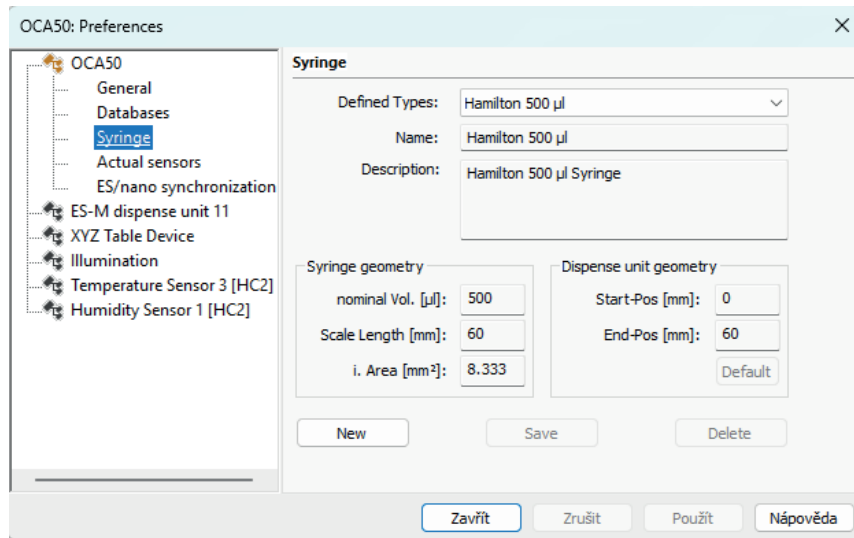 OCA50: Preferences
OCA50
General
Databases
Syringe
Actual sensors
ES/nano synchronization
ES-M dispense unit 11
XYZ Table Device
Illumination
Temperature Sensor 3 [HC2]
Humidity Sensor 1 [HC2]
Syringe
Defined Types: Hamilton 500 µl
Name: Hamilton 500 µl
Description: Hamilton 500 µl Syringe
Syringe geometry
nominal Vol. [µl]: 500
Scale Length [mm]: 60
i. Area [mm²]: 8.333
Dispense unit geometry
Start-Pos [mm]: 0
End-Pos [mm]: 60
Default
New Save Delete
Zavřít Zrušit Použít Nápověda